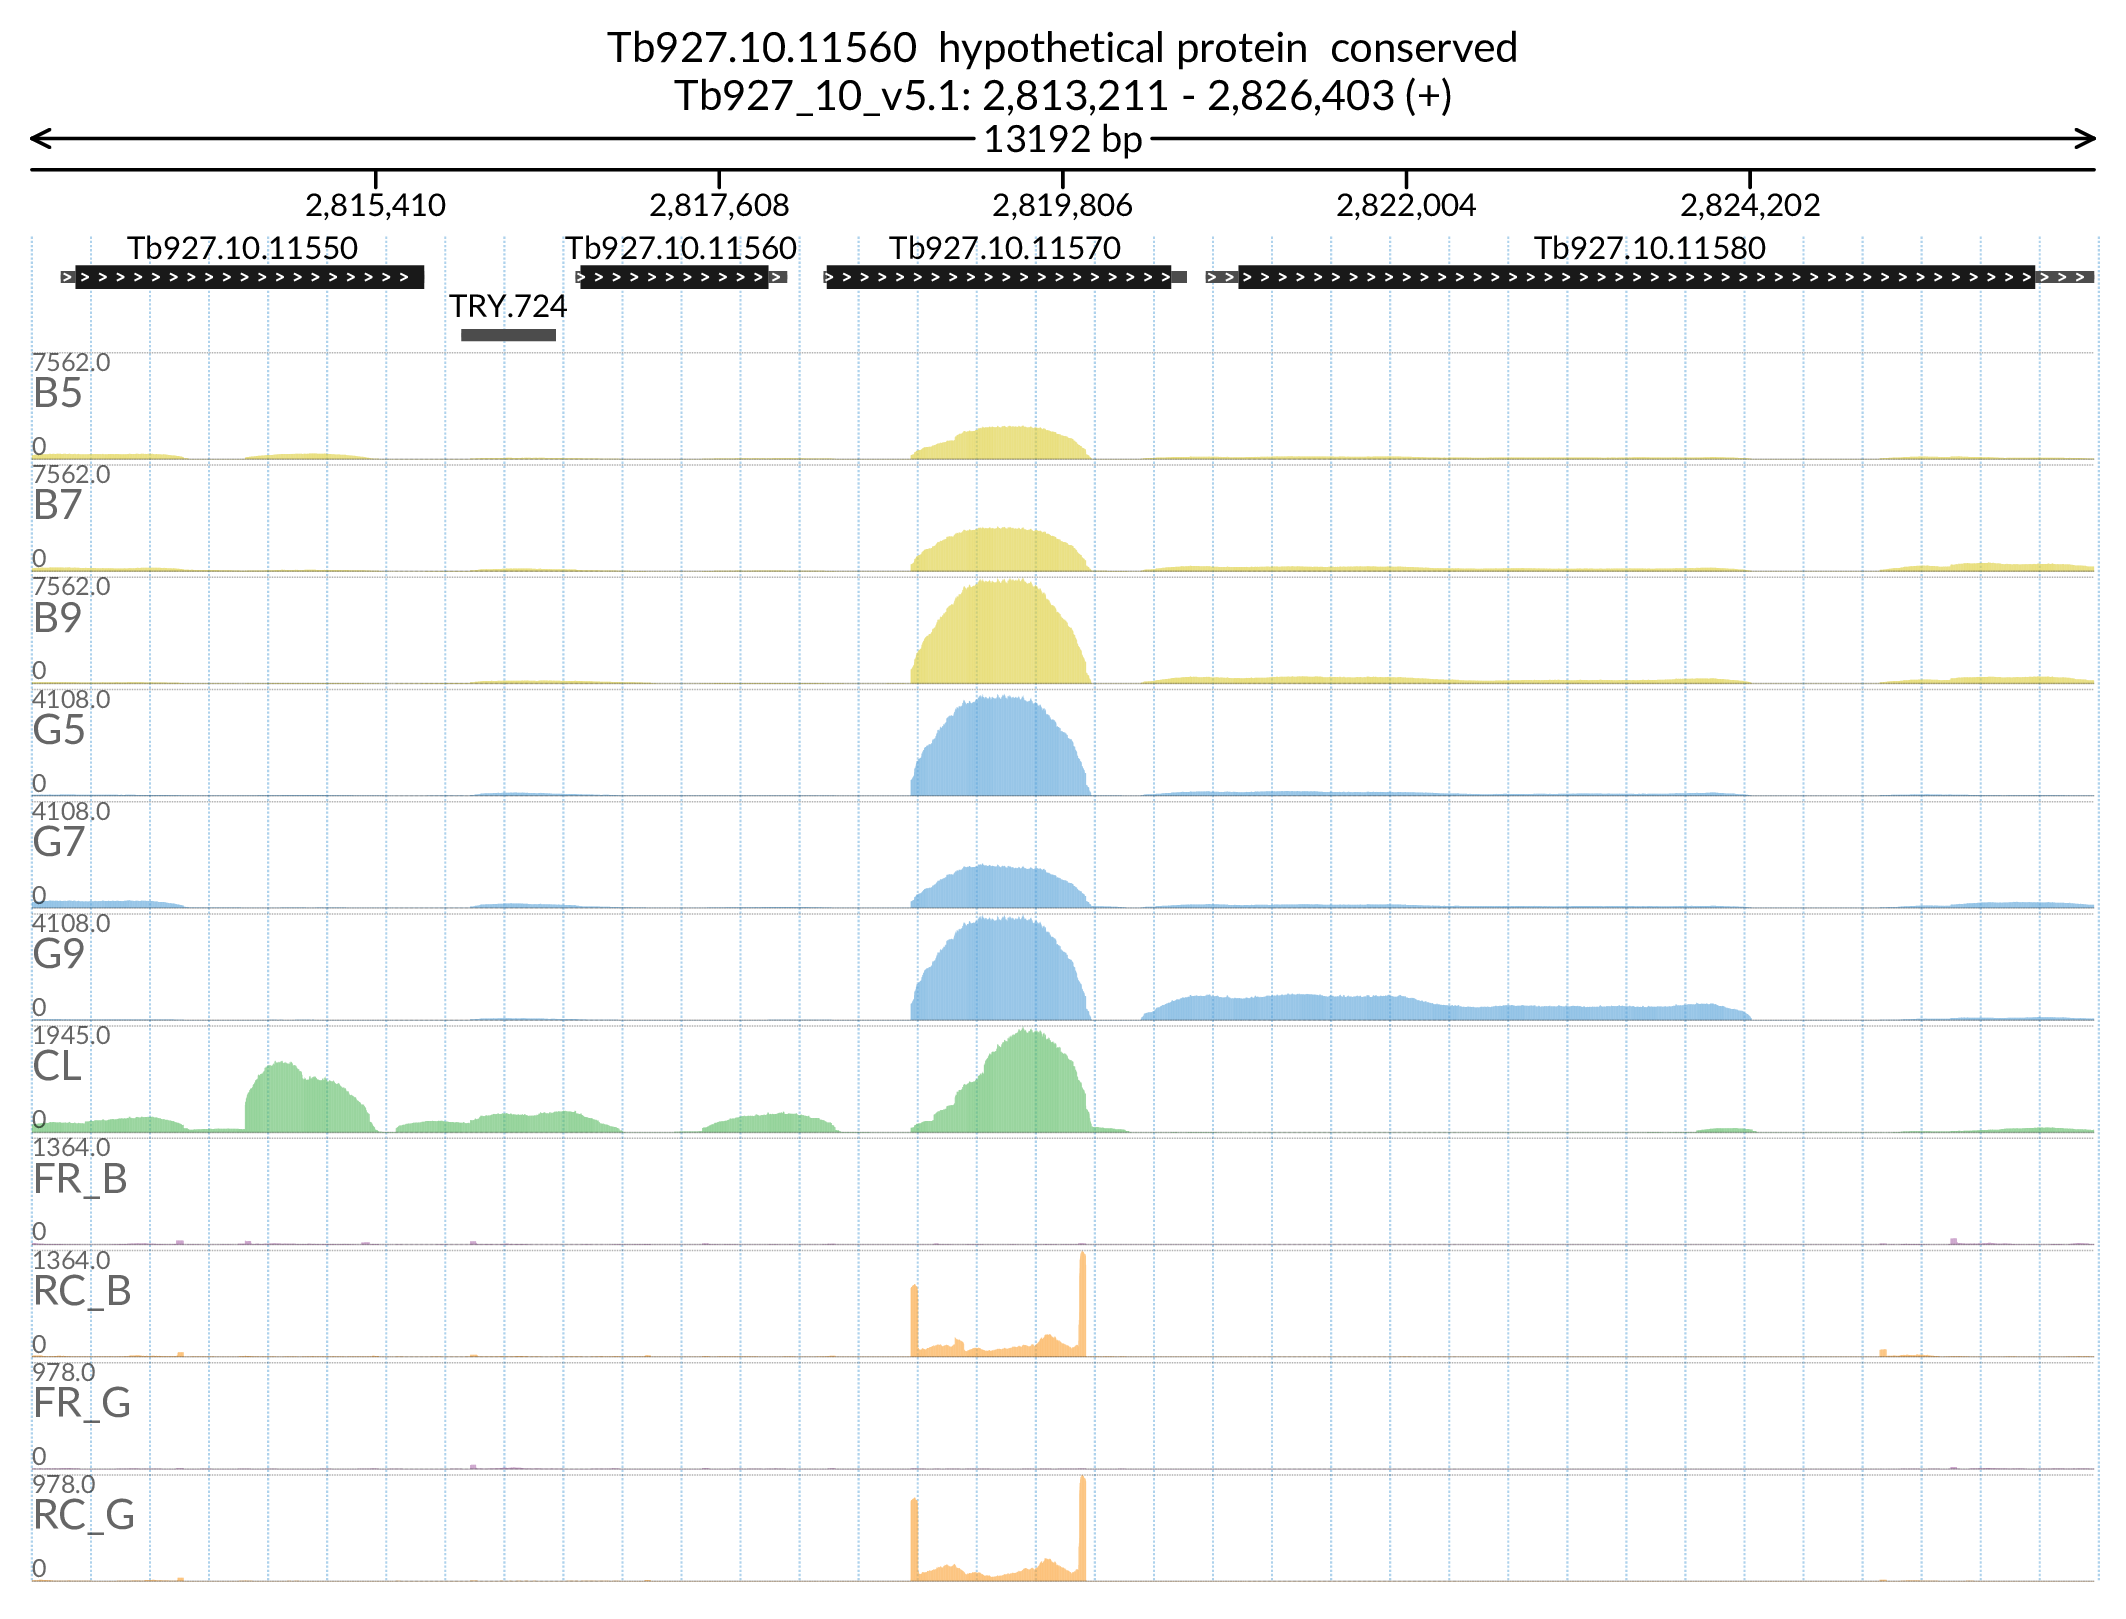 Tb927.10.11560 hypothetical protein conserved
Tb927_10_v5.1: 2,813,211 - 2,826,403 (+)
13192 bp
2,815,410 2,817,608 2,819,806 2,822,004 2,824,202
Tb927.10.11550 Tb927.10.11560 Tb927.10.11570 Tb927.10.11580
TRY.724
7562.0
B5
0
7562.0
B7
0
7562.0
B9
0
4108.0
G5
0
4108.0
G7
0
4108.0
G9
0
1945.0
CL
0
1364.0
FR_B
0
1364.0
RC_B
0
978.0
FR_G
0
978.0
RC_G
0